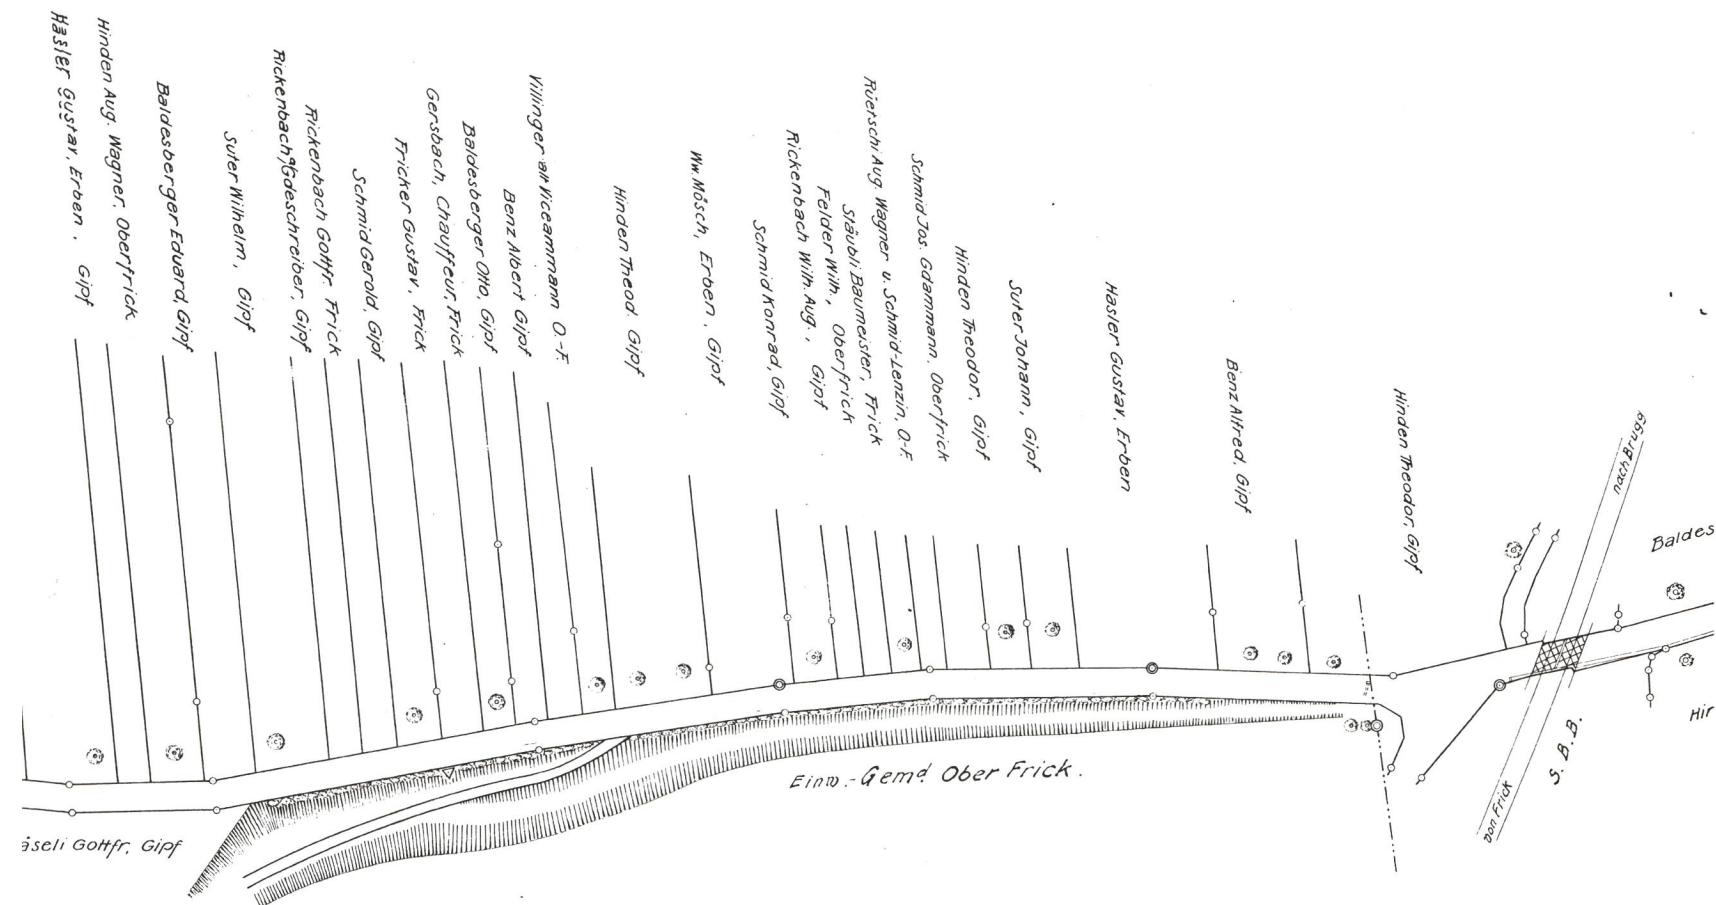 Hasler Gustav, Erben, Gipf
Hinden Aug. Wagner, Oberfrick
Baldesberger Eduard, Gipf
Suter Wilhelm, Gipf
Rickenbach, Gdeschreiber, Gipf
Rickenbach Gottfr. Frick
Schmid Gerold, Gipf
Fricker Gustav, Frick
Gersbach, Chauffeur, Frick
Baldesberger Otto, Gipf
Benz Albert Gipf
Villinger alt Viceammann O.-F.
Hinden Theod. Gipf
Ww. Mösch, Erben, Gipf
Schmid Konrad, Gipf
Rickenbach Wilh. Aug., Gipf
Felder Wilh., Oberfrick
Stäubli Baumeister, Frick
Rüetschi Aug. Wagner u. Schmid-Lenzin, O-F.
Schmid Jos. Gdammann. Oberfrick
Hinden Theodor, Gipf
Suter Johann, Gipf
Hasler Gustav, Erben
Benz Alfred, Gipf
Hinden Theodor, Gipf
nach Brugg
Baldes
Hir
S. B. B.
von Frick
Einw.-Gemd. Ober Frick.
äseli Gottfr. Gipf